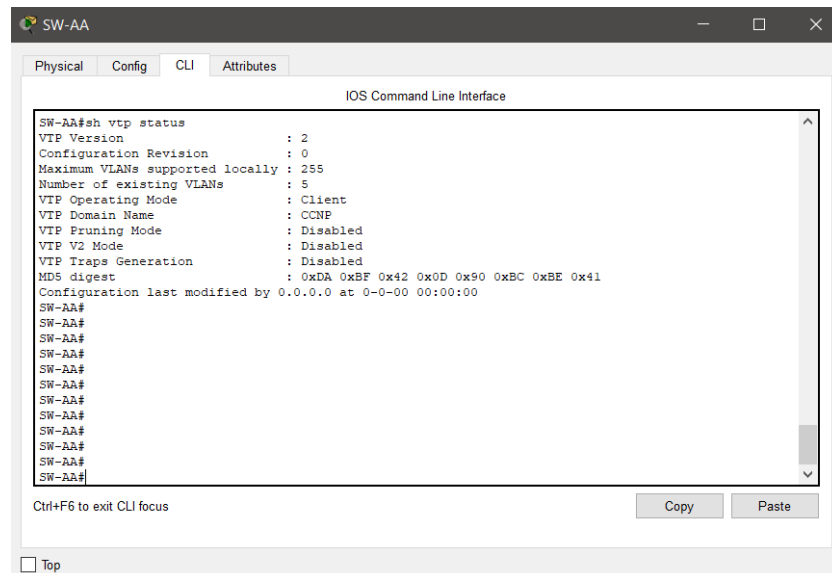 SW-AA
Physical Config CLI Attributes
IOS Command Line Interface
SW-AA#sh vtp status
VTP Version : 2
Configuration Revision : 0
Maximum VLANs supported locally : 255
Number of existing VLANs : 5
VTP Operating Mode : Client
VTP Domain Name : CCNP
VTP Pruning Mode : Disabled
VTP V2 Mode : Disabled
VTP Traps Generation : Disabled
MD5 digest : 0xDA 0xBF 0x42 0x0D 0x90 0xBC 0xBE 0x41
Configuration last modified by 0.0.0.0 at 0-0-00 00:00:00
SW-AA#
SW-AA#
SW-AA#
SW-AA#
SW-AA#
SW-AA#
SW-AA#
SW-AA#
SW-AA#
SW-AA#
SW-AA#
SW-AA#
Ctrl+F6 to exit CLI focus
Copy Paste
Top